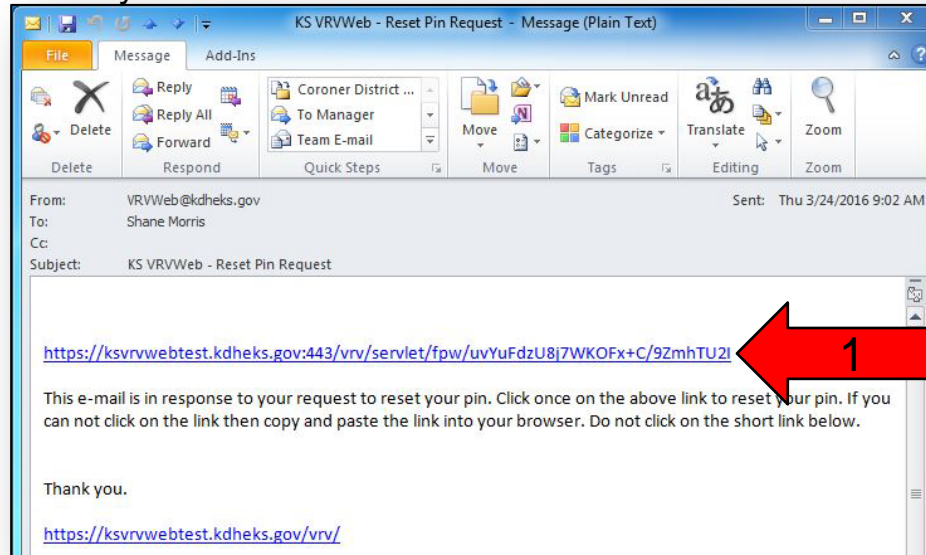 KS VRVWeb - Reset Pin Request - Message (Plain Text)
File Message Add-Ins
Delete
Reply
Reply All
Forward
Coroner District ...
To Manager
Team E-mail
Move
Mark Unread
Categorize
Translate
Zoom
Delete Respond Quick Steps Move Tags Editing Zoom
From: VRVWeb@kdheks.gov Sent: Thu 3/24/2016 9:02 AM
To: Shane Morris
Cc:
Subject: KS VRVWeb - Reset Pin Request
https://ksvrvwebtest.kdheks.gov:443/vrv/servlet/fpw/uvYuFdzU8j7WKOFx+C/9ZmhTU2I
1
This e-mail is in response to your request to reset your pin. Click once on the above link to reset your pin. If you
can not click on the link then copy and paste the link into your browser. Do not click on the short link below.
Thank you.
https://ksvrvwebtest.kdheks.gov/vrv/